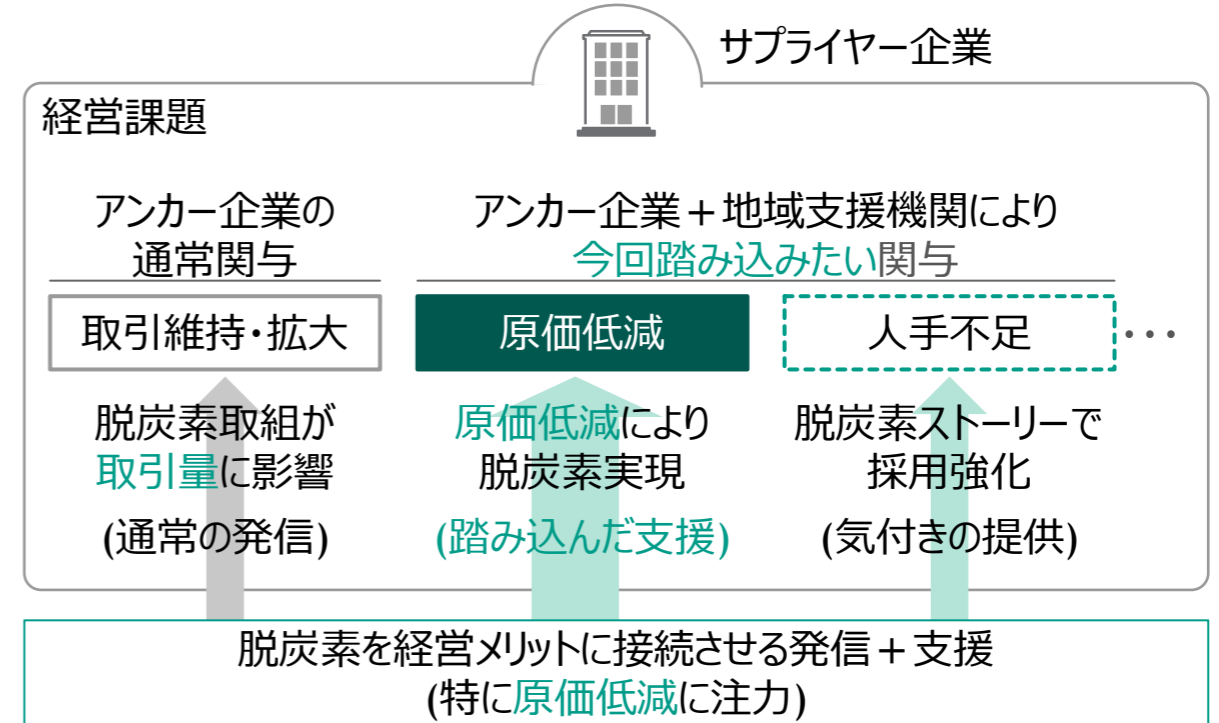 サプライヤー企業
経営課題
アンカー企業の
通常関与
アンカー企業+地域支援機関により
今回踏み込みたい関与
取引維持・拡大
原価低減
人手不足
・・・
脱炭素取組が
取引量に影響
(通常の発信)
原価低減により
脱炭素実現
(踏み込んだ支援)
脱炭素ストーリーで
採用強化
(気付きの提供)
脱炭素を経営メリットに接続させる発信+支援
(特に原価低減に注力)